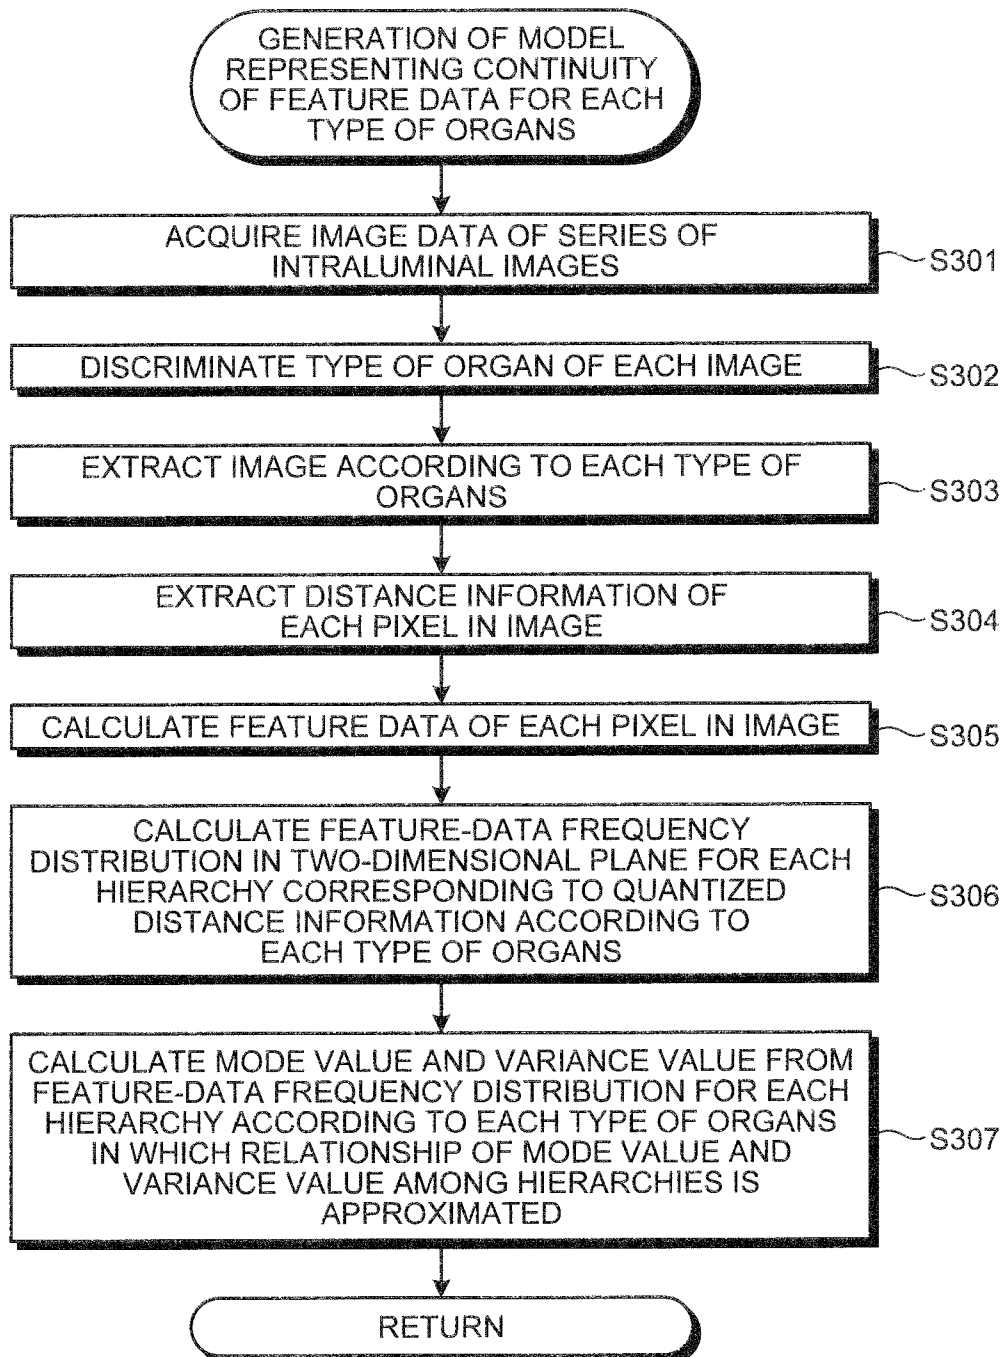 GENERATION OF MODEL
REPRESENTING CONTINUITY
OF FEATURE DATA FOR EACH
TYPE OF ORGANS
ACQUIRE IMAGE DATA OF SERIES OF
INTRALUMINAL IMAGES
S301
DISCRIMINATE TYPE OF ORGAN OF EACH IMAGE
S302
EXTRACT IMAGE ACCORDING TO EACH TYPE OF
ORGANS
S303
EXTRACT DISTANCE INFORMATION OF
EACH PIXEL IN IMAGE
S304
CALCULATE FEATURE DATA OF EACH PIXEL IN IMAGE
S305
CALCULATE FEATURE-DATA FREQUENCY
DISTRIBUTION IN TWO-DIMENSIONAL PLANE FOR EACH
HIERARCHY CORRESPONDING TO QUANTIZED
DISTANCE INFORMATION ACCORDING TO
EACH TYPE OF ORGANS
S306
CALCULATE MODE VALUE AND VARIANCE VALUE FROM
FEATURE-DATA FREQUENCY DISTRIBUTION FOR EACH
HIERARCHY ACCORDING TO EACH TYPE OF ORGANS
IN WHICH RELATIONSHIP OF MODE VALUE AND
VARIANCE VALUE AMONG HIERARCHIES IS
APPROXIMATED
S307
RETURN